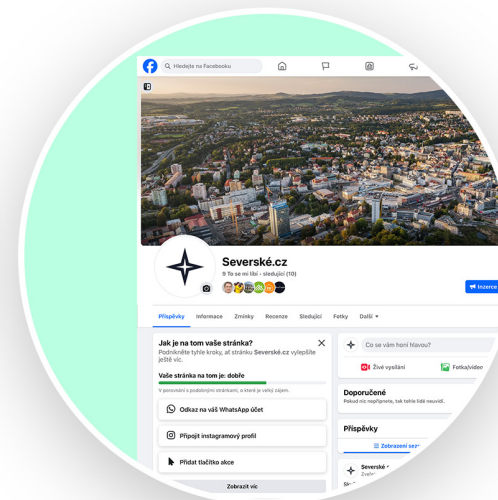 Hledejte na Facebooku
Severské.cz
9 To se mi líbí • sledující (10)
Inzerce
Příspěvky Informace Zmínky Recenze Sledující Fotky Další
Jak je na tom vaše stránka?
Podnikněte tyhle kroky, ať stránku Severské.cz vylepšíte
ještě víc.
Vaše stránka na tom je: dobře
V porovnání s podobnými stránkami, a které je velký zájem.
Odkaz na váš WhatsApp účet
Připojit instagramový profil
Přidat tlačítko akce
Zobrazit víc
Co se vám honí hlavou?
Živé vysílání Fotka/video
Doporučené
Pokud nic nepřipnete, tak tohle lidé neuvidí.
Příspěvky
Zobrazení
Severské